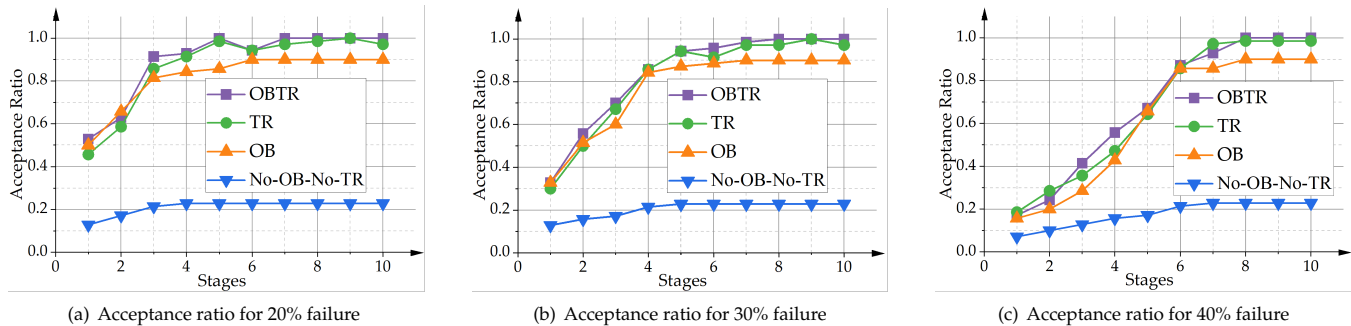 Acceptance Ratio
1.0
0.8
0.6
0.4
0.2
0.0
OBTR
TR
OB
No-OB-No-TR
0 2 4 6 8 10
Stages
(a) Acceptance ratio for 20% failure
Acceptance Ratio
1.0
0.8
0.6
0.4
0.2
0.0
OBTR
TR
OB
No-OB-No-TR
0 2 4 6 8 10
Stages
(b) Acceptance ratio for 30% failure
Acceptance Ratio
1.0
0.8
0.6
0.4
0.2
0.0
OBTR
TR
OB
No-OB-No-TR
0 2 4 6 8 10
Stages
(c) Acceptance ratio for 40% failure